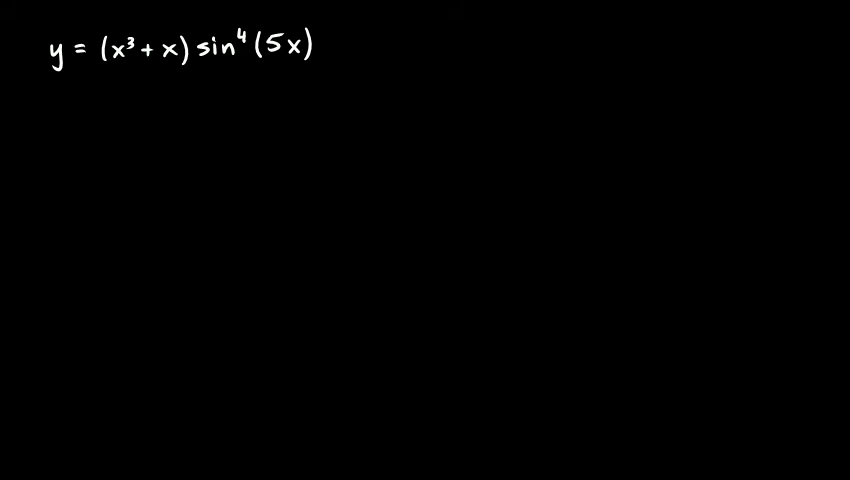 y = (x³ + x) sin⁴ (5x)